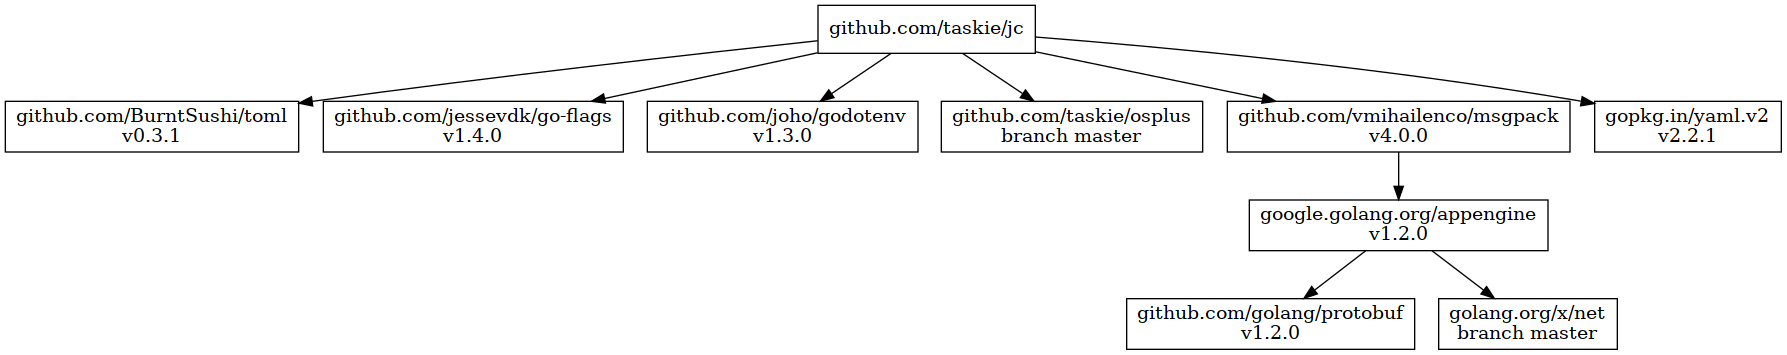 github.com/taskie/jc
github.com/BurntSushi/toml
v0.3.1
github.com/jessevdk/go-flags
v1.4.0
github.com/joho/godotenv
v1.3.0
github.com/taskie/osplus
branch master
github.com/vmihailenco/msgpack
v4.0.0
gopkg.in/yaml.v2
v2.2.1
google.golang.org/appengine
v1.2.0
github.com/golang/protobuf
v1.2.0
golang.org/x/net
branch master